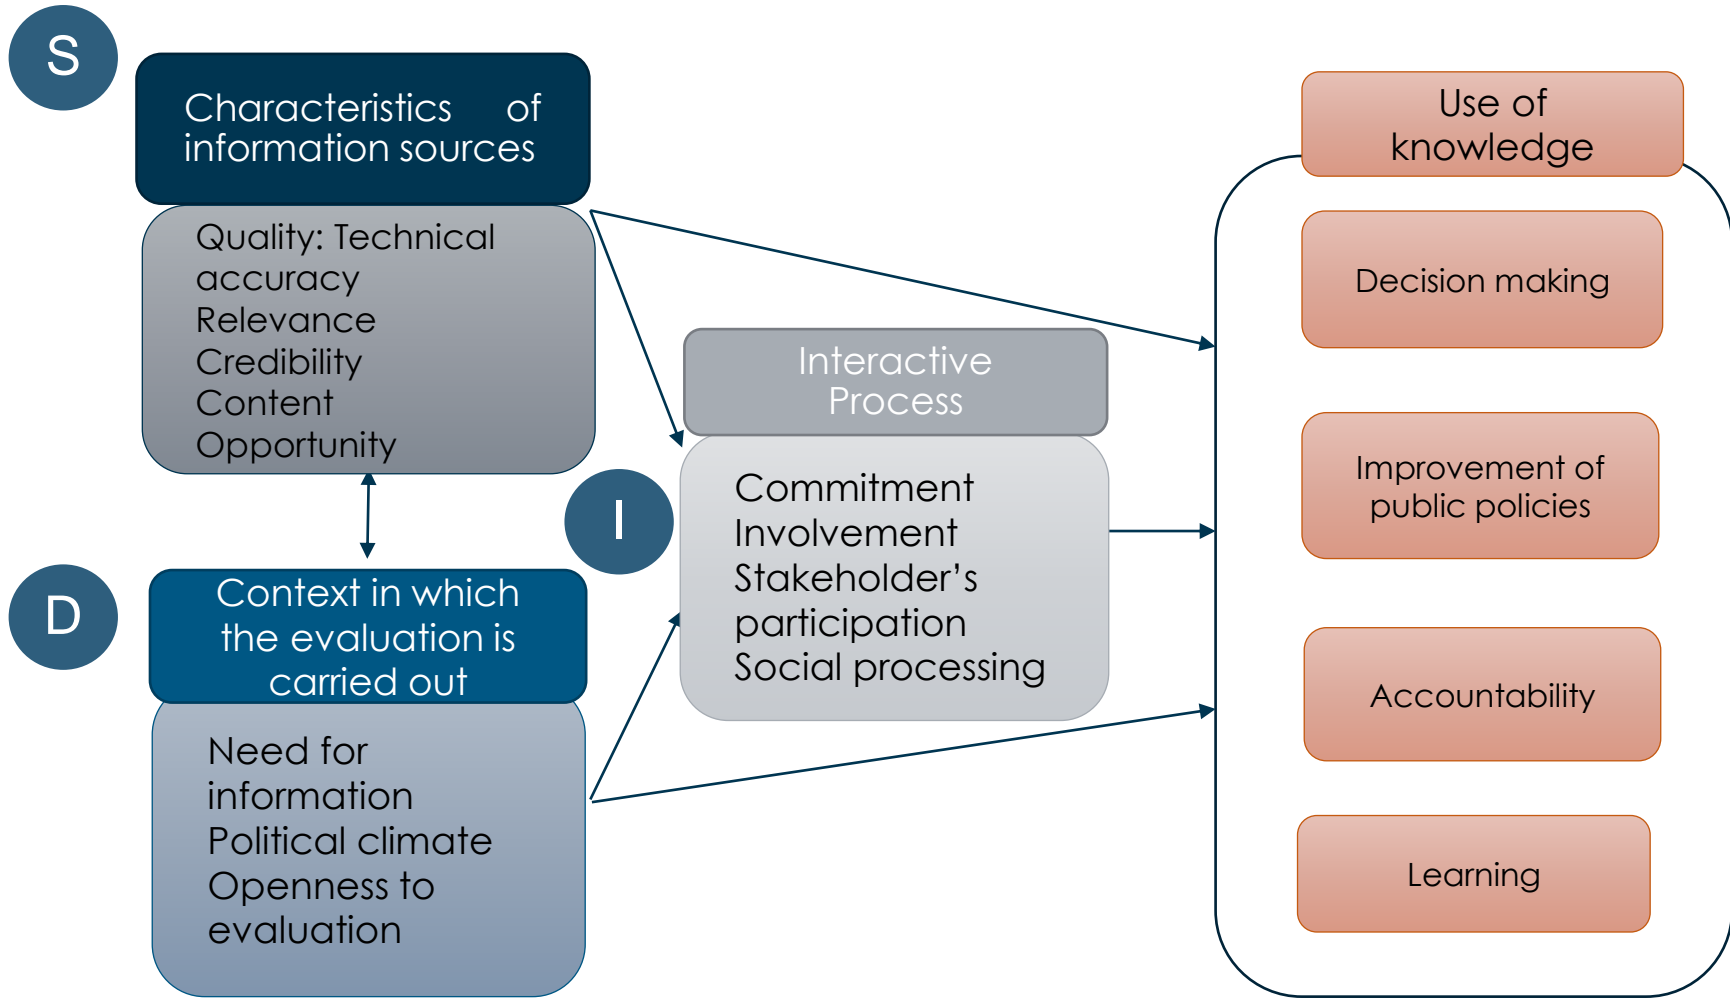 S
Characteristics of
information sources
Quality: Technical
accuracy
Relevance
Credibility
Content
Opportunity
D
Context in which
the evaluation is
carried out
Need for
information
Political climate
Openness to
evaluation
I
Interactive
Process
Commitment
Involvement
Stakeholder’s
participation
Social processing
Use of
knowledge
Decision making
Improvement of
public policies
Accountability
Learning